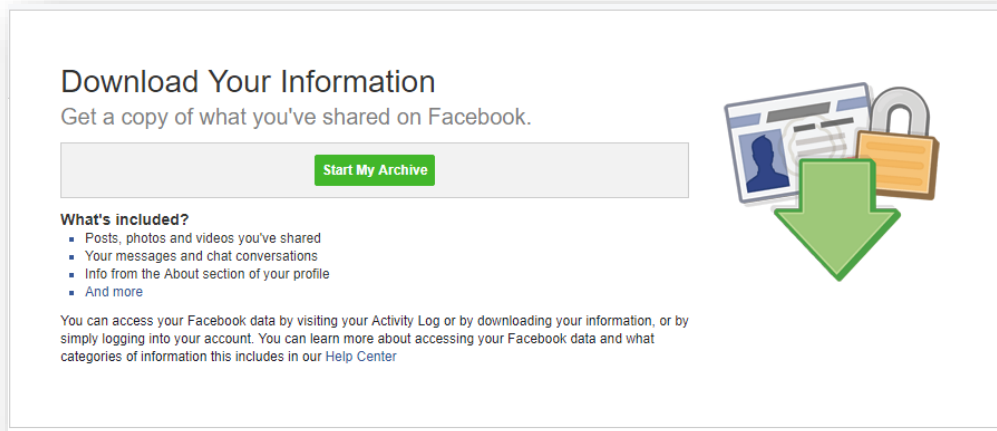 Download Your Information
Get a copy of what you've shared on Facebook.
Start My Archive
What's included?
Posts, photos and videos you've shared
Your messages and chat conversations
Info from the About section of your profile
And more
You can access your Facebook data by visiting your Activity Log or by downloading your information, or by
simply logging into your account. You can learn more about accessing your Facebook data and what
categories of information this includes in our Help Center